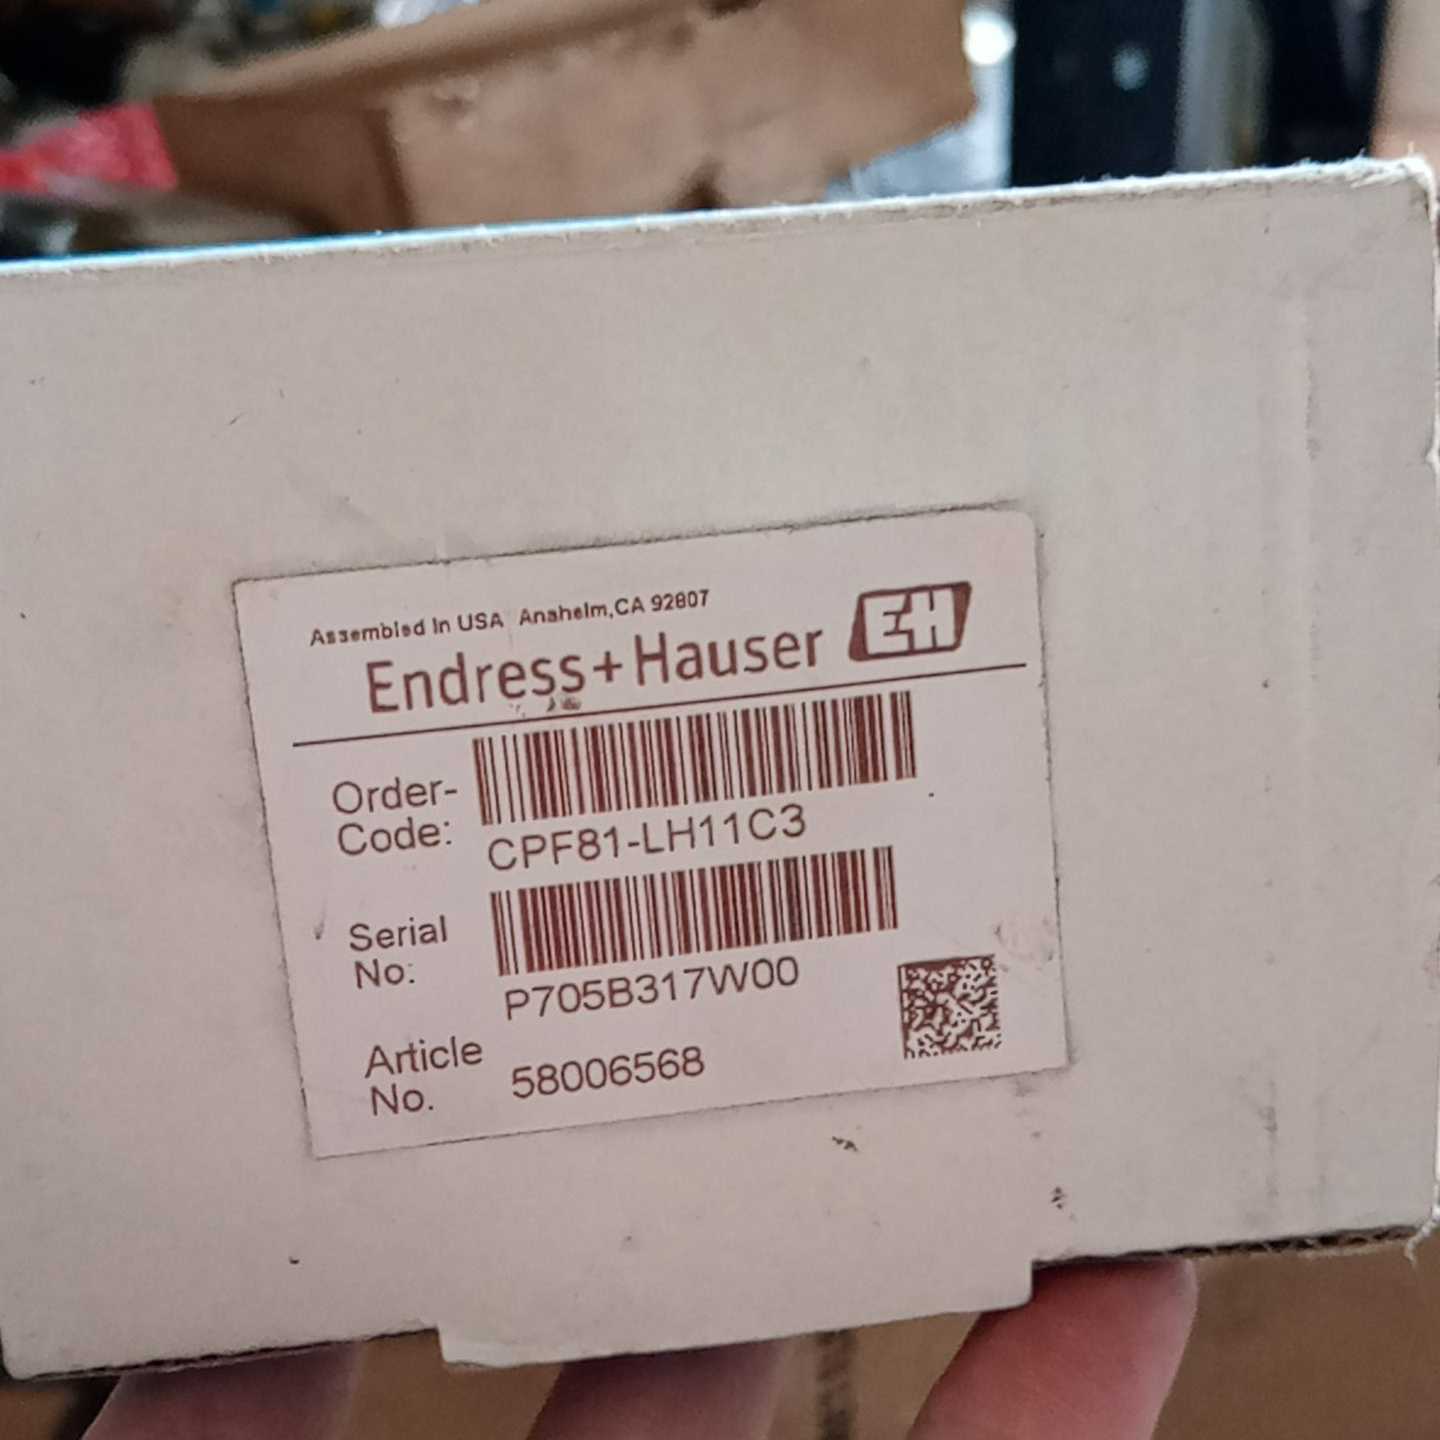 Assembled In USA Anaheim,CA 92807
Endress+Hauser EH
Order-
Code:
CPF81-LH11C3
Serial
No:
P705B317W00
Article
No.
58006568